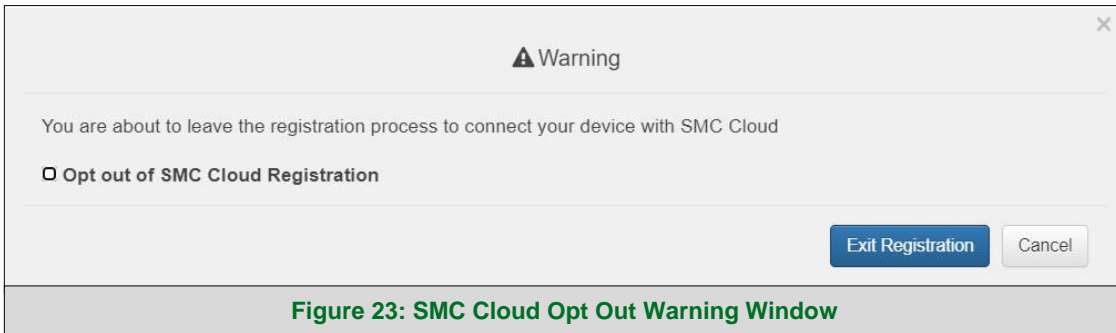 Warning
You are about to leave the registration process to connect your device with SMC Cloud
Opt out of SMC Cloud Registration
Exit Registration Cancel
Figure 23: SMC Cloud Opt Out Warning Window